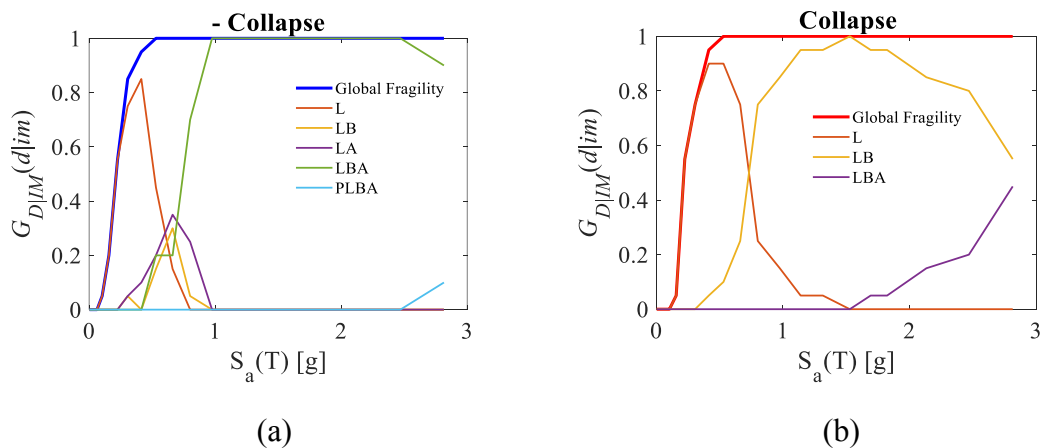 - Collapse
G_{D|IM}(d|im)
1
0.8
0.6
0.4
0.2
0
Global Fragility
L
LB
LA
LBA
PLBA
0 1 2 3
S_a(T) [g]
(a)
Collapse
G_{D|IM}(d|im)
1
0.8
0.6
0.4
0.2
0
Global Fragility
L
LB
LBA
0 1 2 3
S_a(T) [g]
(b)